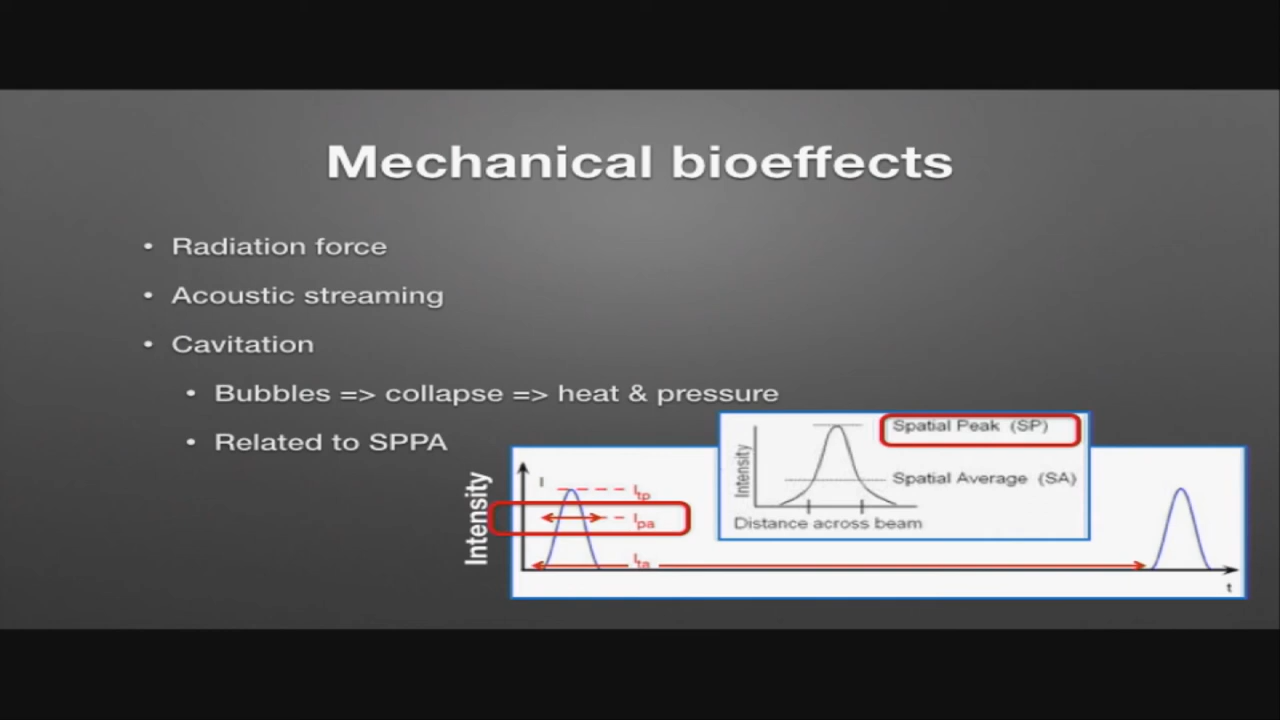 Mechanical bioeffects
• Radiation force
• Acoustic streaming
• Cavitation
• Bubbles => collapse => heat & pressure
• Related to SPPA
Intensity
Spatial Peak (SP)
Spatial Average (SA)
Distance across beam
Intensity
I
Itp
Ipa
Ita
t